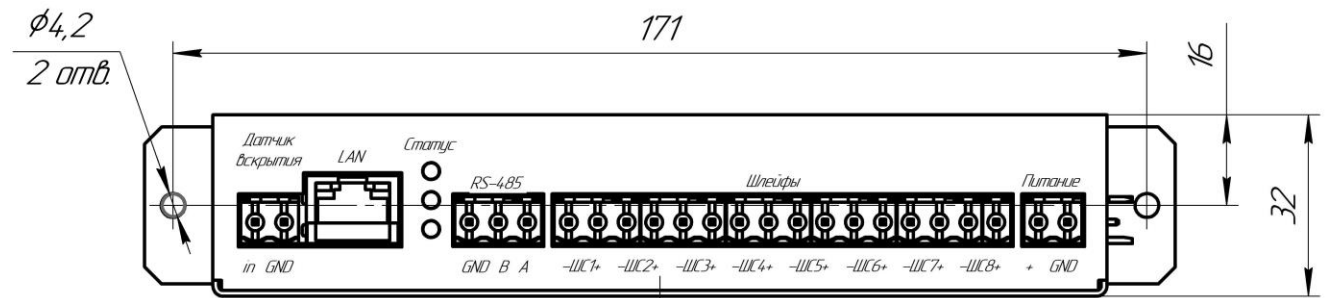 ϕ4,2
2 отв.
171
16
32
Датчик
вскрытия
LAN
Статус
RS-485
Шлейфы
Питание
in GND
GND B A
-ШС1+ -ШС2+ -ШС3+ -ШС4+ -ШС5+ -ШС6+ -ШС7+ -ШС8+
+ GND